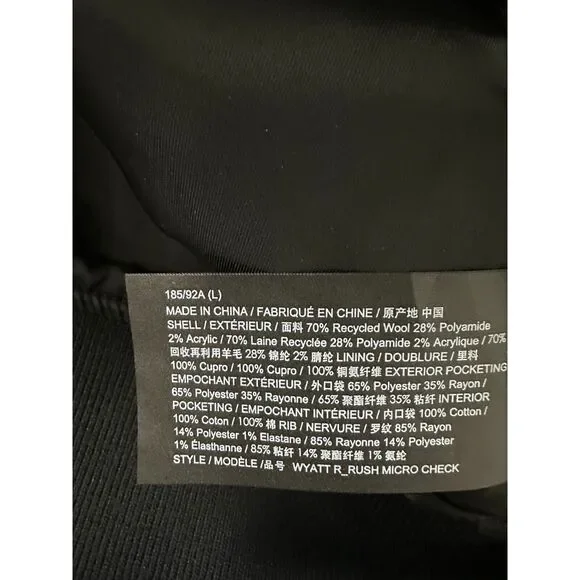 185/92A (L)
MADE IN CHINA / FABRIQUÉ EN CHINE / 原产地 中国
SHELL / EXTÉRIEUR / 面料 70% Recycled Wool 28% Polyamide
2% Acrylic / 70% Laine Recyclée 28% Polyamide 2% Acrylique / 70%
回收再利用羊毛 28% 锦纶 2% 腈纶 LINING / DOUBLURE / 里料
100% Cupro / 100% Cupro / 100% 铜氨纤维 EXTERIOR POCKETING
EMPOCHANT EXTÉRIEUR / 外口袋 65% Polyester 35% Rayon /
65% Polyester 35% Rayonne / 65% 聚酯纤维 35% 粘纤 INTERIOR
POCKETING / EMPOCHANT INTÉRIEUR / 内口袋 100% Cotton /
100% Coton / 100% 棉 RIB / NERVURE / 罗纹 85% Rayon
14% Polyester 1% Elastane / 85% Rayonne 14% Polyester
1% Élasthanne / 85% 粘纤 14% 聚酯纤维 1% 氨纶
STYLE / MODÈLE /品号 WYATT R_RUSH MICRO CHECK